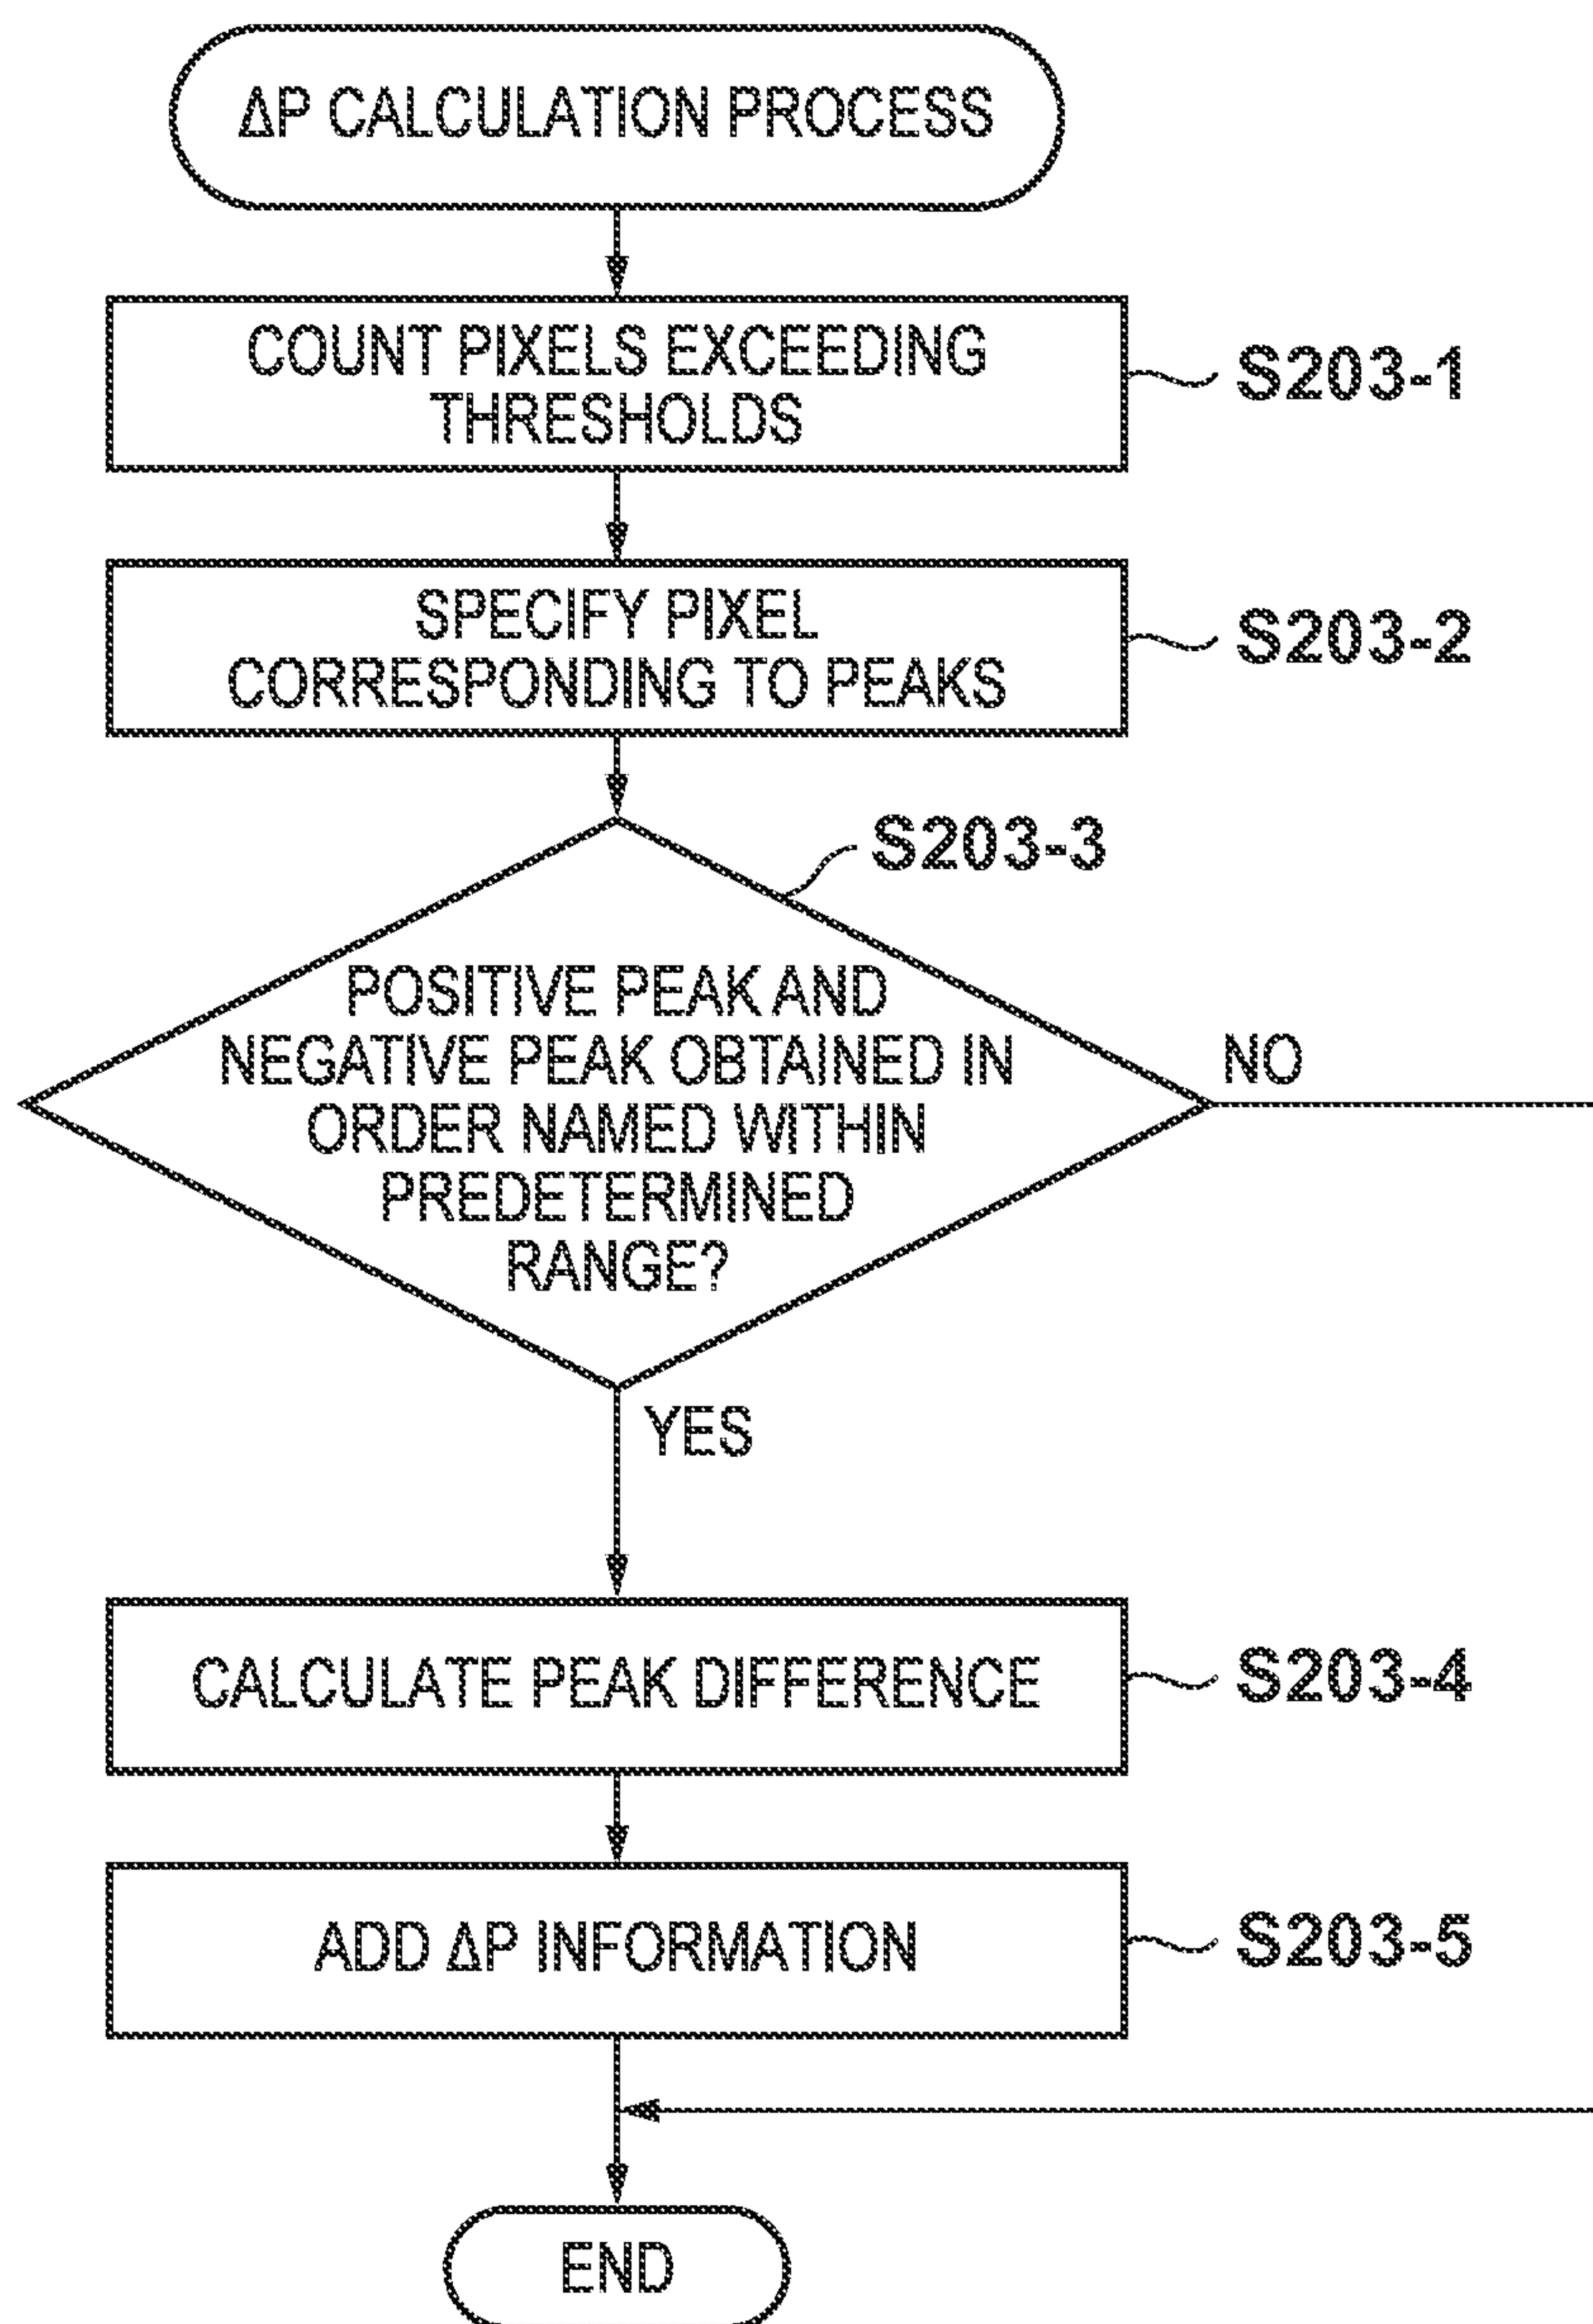 ΔP CALCULATION PROCESS
COUNT PIXELS EXCEEDING
THRESHOLDS
S203-1
SPECIFY PIXEL
CORRESPONDING TO PEAKS
S203-2
S203-3
POSITIVE PEAK AND
NEGATIVE PEAK OBTAINED IN
ORDER NAMED WITHIN
PREDETERMINED
RANGE?
NO
YES
CALCULATE PEAK DIFFERENCE
S203-4
ADD ΔP INFORMATION
S203-5
END